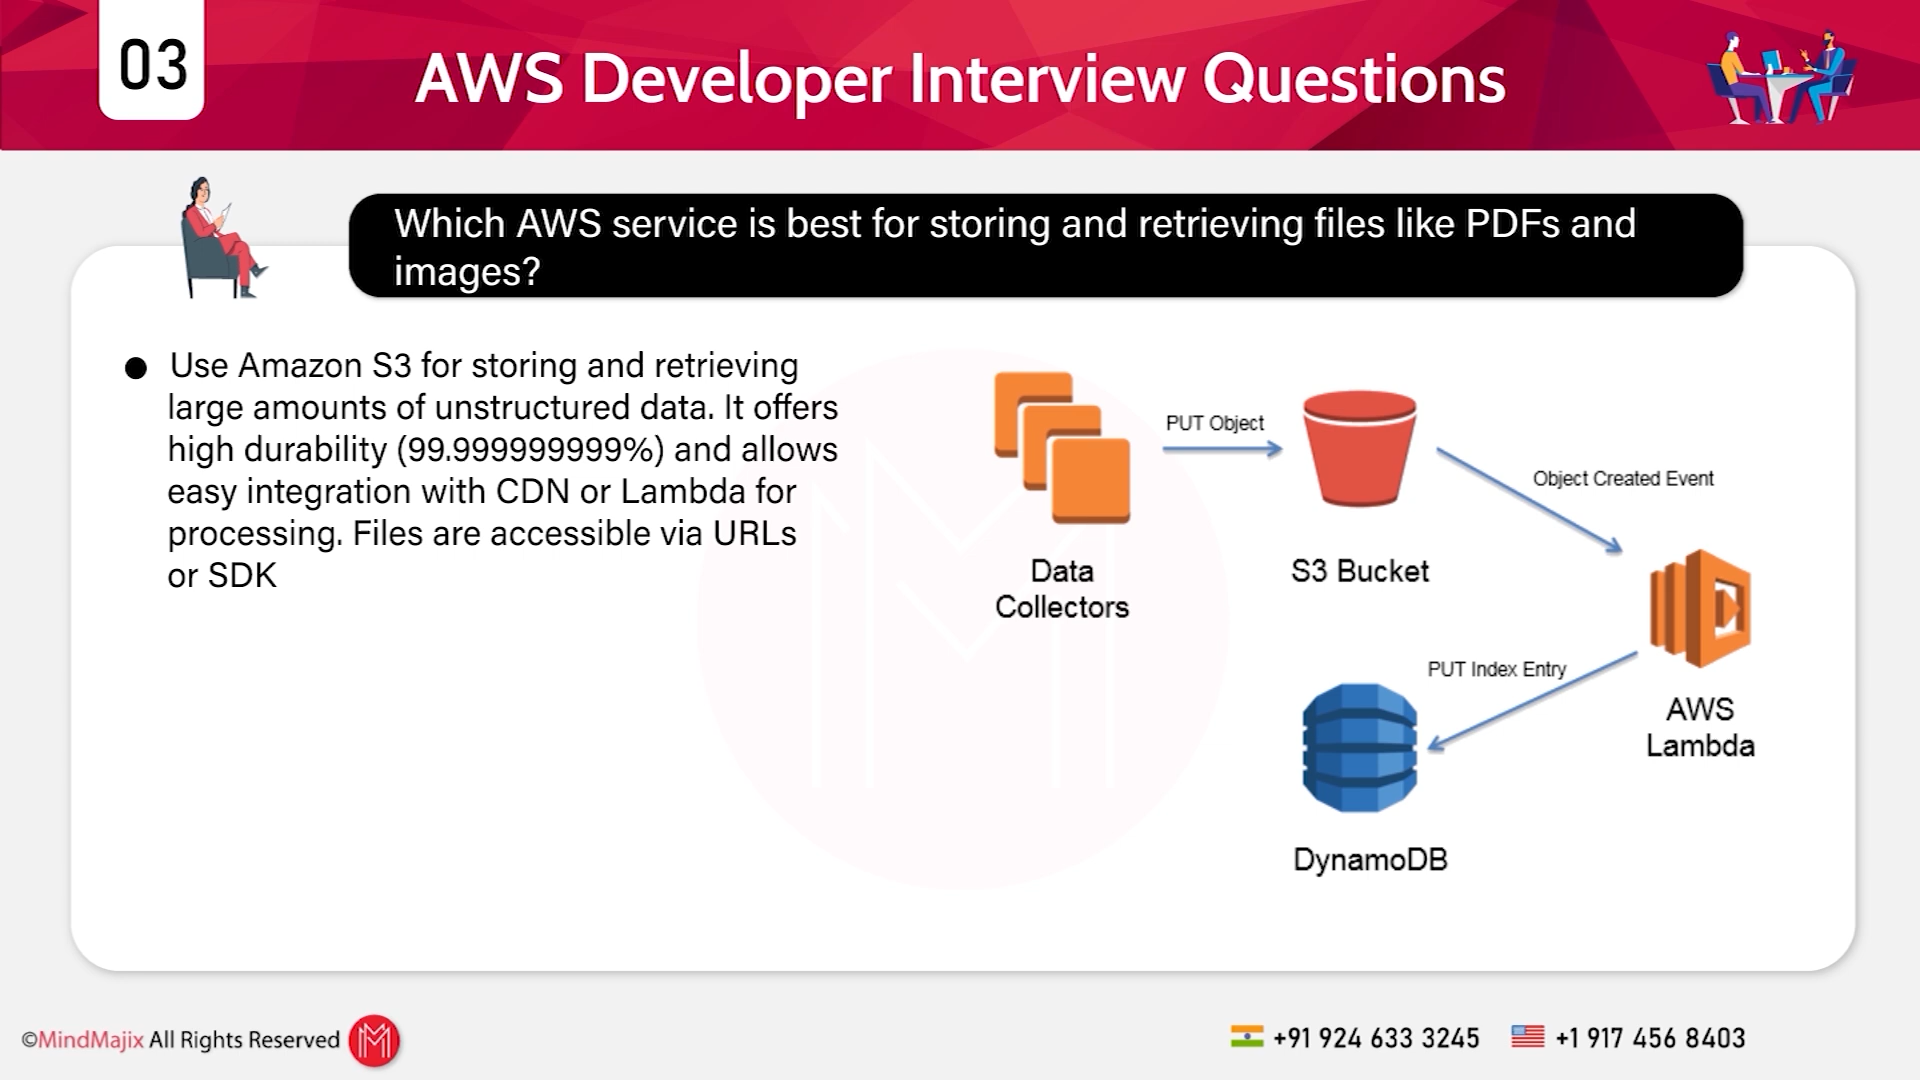 03
AWS Developer Interview Questions
Which AWS service is best for storing and retrieving files like PDFs and
images?
● Use Amazon S3 for storing and retrieving
large amounts of unstructured data. It offers
high durability (99.999999999%) and allows
easy integration with CDN or Lambda for
processing. Files are accessible via URLs
or SDK
PUT Object
Object Created Event
Data
Collectors
S3 Bucket
PUT Index Entry
AWS
Lambda
DynamoDB
©MindMajix All Rights Reserved
+91 924 633 3245
+1 917 456 8403